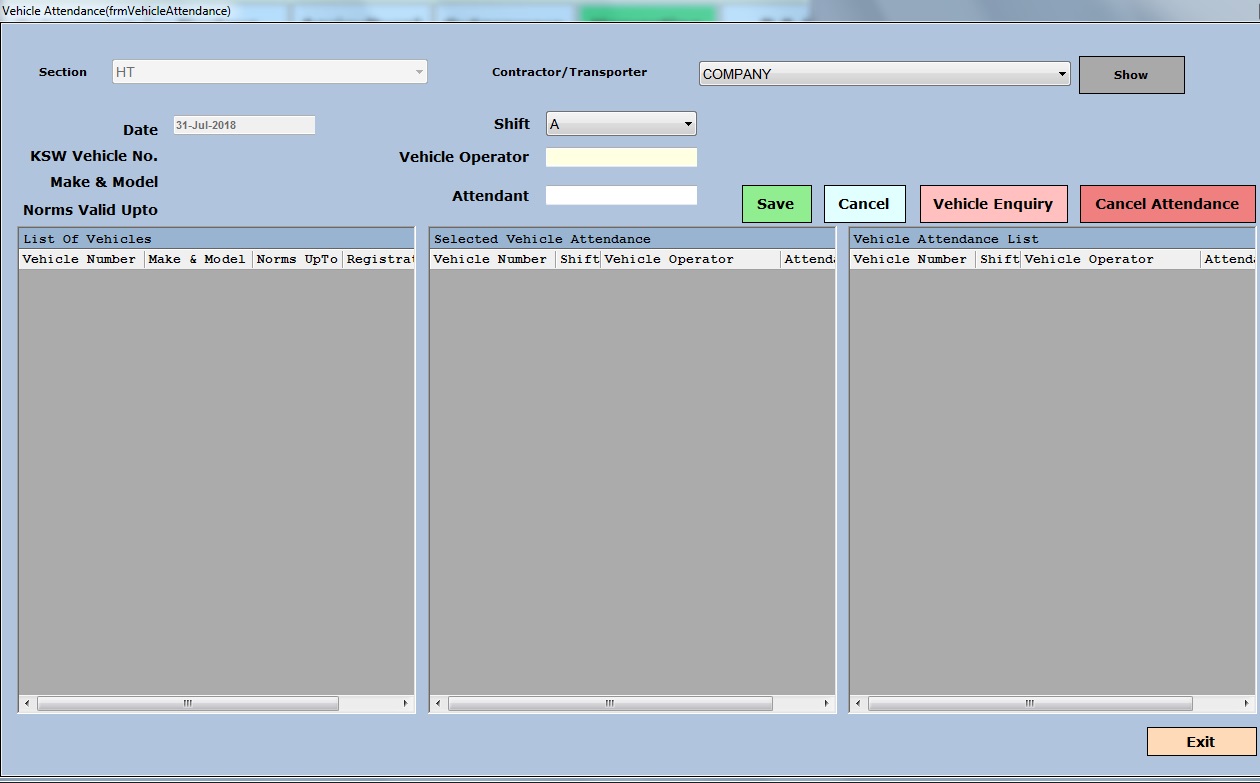 Vehicle Attendance(frmVehicleAttendance)
Section HT Contractor/Transporter COMPANY Show
Date 31-Jul-2018 Shift A
KSW Vehicle No. Vehicle Operator
Make & Model
Attendant
Norms Valid Upto
Save Cancel Vehicle Enquiry Cancel Attendance
List Of Vehicles
Vehicle Number Make & Model Norms UpTo Registrat
Selected Vehicle Attendance
Vehicle Number Shift Vehicle Operator Attenda
Vehicle Attendance List
Vehicle Number Shift Vehicle Operator Attenda
Exit